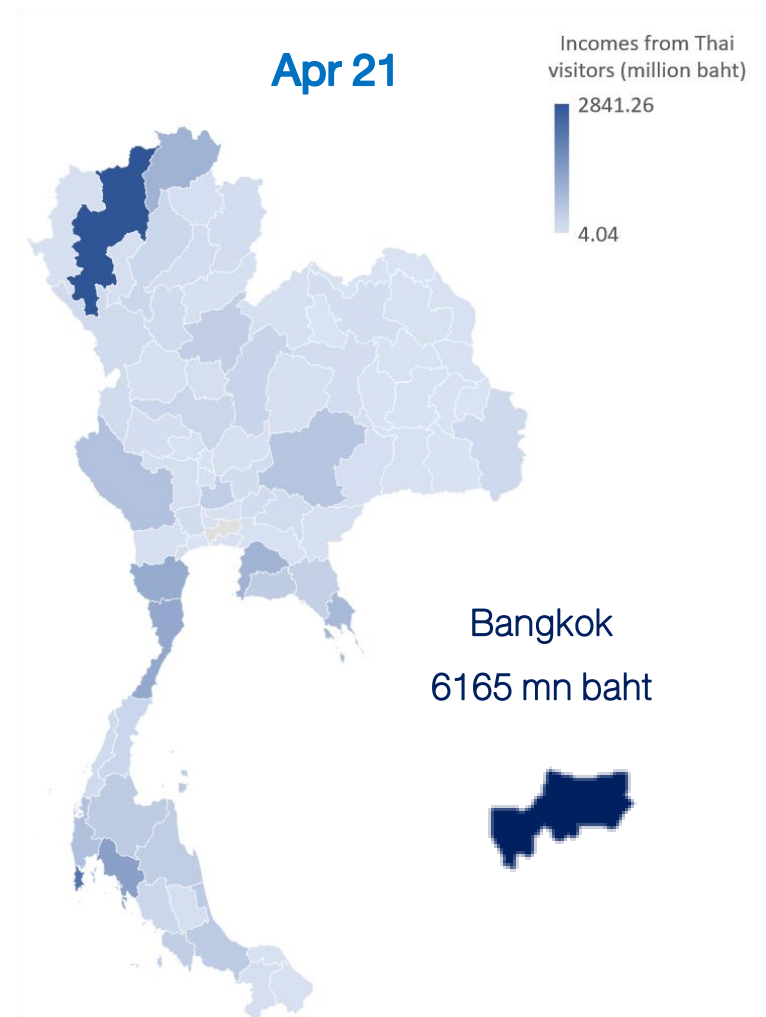 Apr 21
Incomes from Thai
visitors (million baht)
2841.26
4.04
Bangkok
6165 mn baht